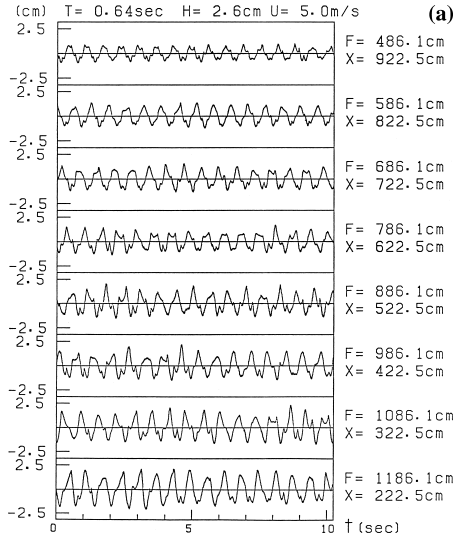 (cm) T= 0.64sec H= 2.6cm U= 5.0m/s (a)
2.5
F= 486.1cm
X= 922.5cm
-2.5
2.5
F= 586.1cm
X= 822.5cm
-2.5
2.5
F= 686.1cm
X= 722.5cm
-2.5
2.5
F= 786.1cm
X= 622.5cm
-2.5
2.5
F= 886.1cm
X= 522.5cm
-2.5
2.5
F= 986.1cm
X= 422.5cm
-2.5
2.5
F= 1086.1cm
X= 322.5cm
-2.5
2.5
F= 1186.1cm
X= 222.5cm
-2.5
0 5 10 t (sec)